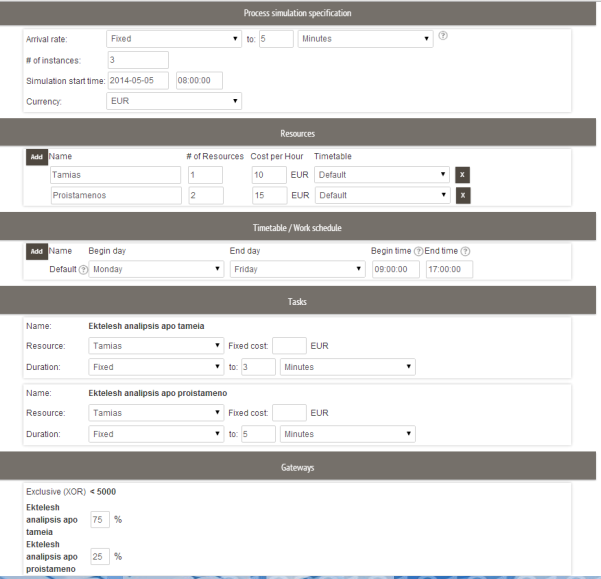 Process simulation specification
Arrival rate: Fixed to: 5 Minutes ?
# of instances: 3
Simulation start time: 2014-05-05 08:00:00
Currency: EUR
Resources
Add Name # of Resources Cost per Hour Timetable
Tamias 1 10 EUR Default X
Proistamenos 2 15 EUR Default X
Timetable / Work schedule
Add Name Begin day End day Begin time ? End time ?
Default ? Monday Friday 09:00:00 17:00:00
Tasks
Name: Ektelesh analipsis apo tameia
Resource: Tamias Fixed cost: EUR
Duration: Fixed to: 3 Minutes
Name: Ektelesh analipsis apo proistameno
Resource: Tamias Fixed cost: EUR
Duration: Fixed to: 5 Minutes
Gateways
Exclusive (XOR) < 5000
Ektelesh
analipsis apo 75 %
tameia
Ektelesh
analipsis apo 25 %
proistameno